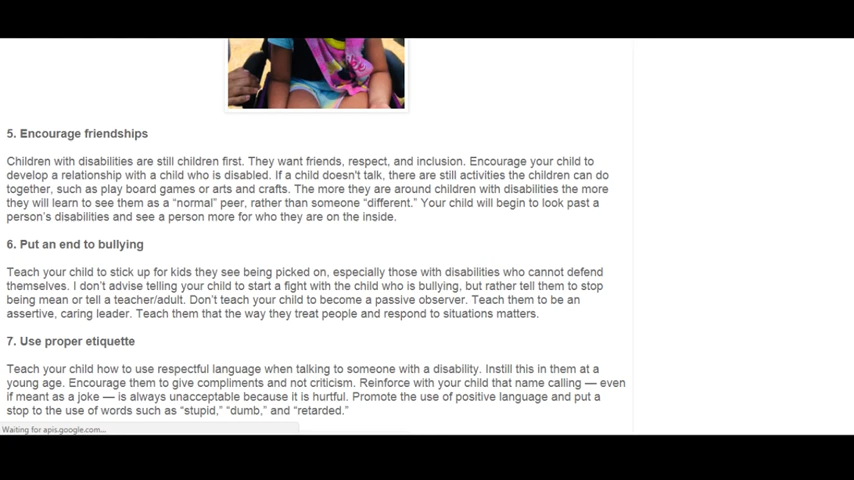 5. Encourage friendships
Children with disabilities are still children first. They want friends, respect, and inclusion. Encourage your child to
develop a relationship with a child who is disabled. If a child doesn't talk, there are still activities the children can do
together, such as play board games or arts and crafts. The more they are around children with disabilities the more
they will learn to see them as a “normal” peer, rather than someone “different.” Your child will begin to look past a
person’s disabilities and see a person more for who they are on the inside.
6. Put an end to bullying
Teach your child to stick up for kids they see being picked on, especially those with disabilities who cannot defend
themselves. I don’t advise telling your child to start a fight with the child who is bullying, but rather tell them to stop
being mean or tell a teacher/adult. Don’t teach your child to become a passive observer. Teach them to be an
assertive, caring leader. Teach them that the way they treat people and respond to situations matters.
7. Use proper etiquette
Teach your child how to use respectful language when talking to someone with a disability. Instill this in them at a
young age. Encourage them to give compliments and not criticism. Reinforce with your child that name calling — even
if meant as a joke — is always unacceptable because it is hurtful. Promote the use of positive language and put a
stop to the use of words such as “stupid,” “dumb,” and “retarded.”
Waiting for apis.google.com...